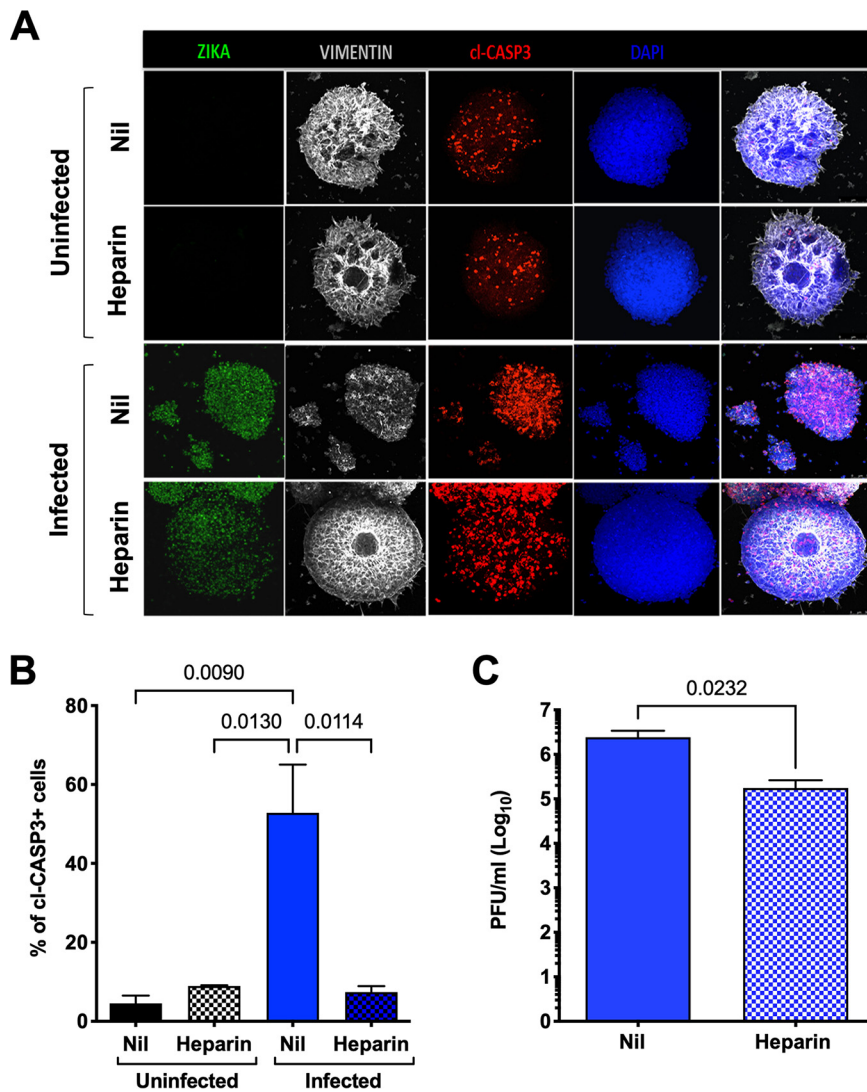 A
ZIKA VIMENTIN cl-CASP3 DAPI
Uninfected
Nil
Heparin
Infected
Nil
Heparin
B
0.0090
0.0130 0.0114
% of cl-CASP3+ cells
80
60
40
20
0
Nil Heparin Nil Heparin
Uninfected Infected
C
0.0232
PFU/ml (Log10)
7
6
5
4
3
2
1
0
Nil Heparin